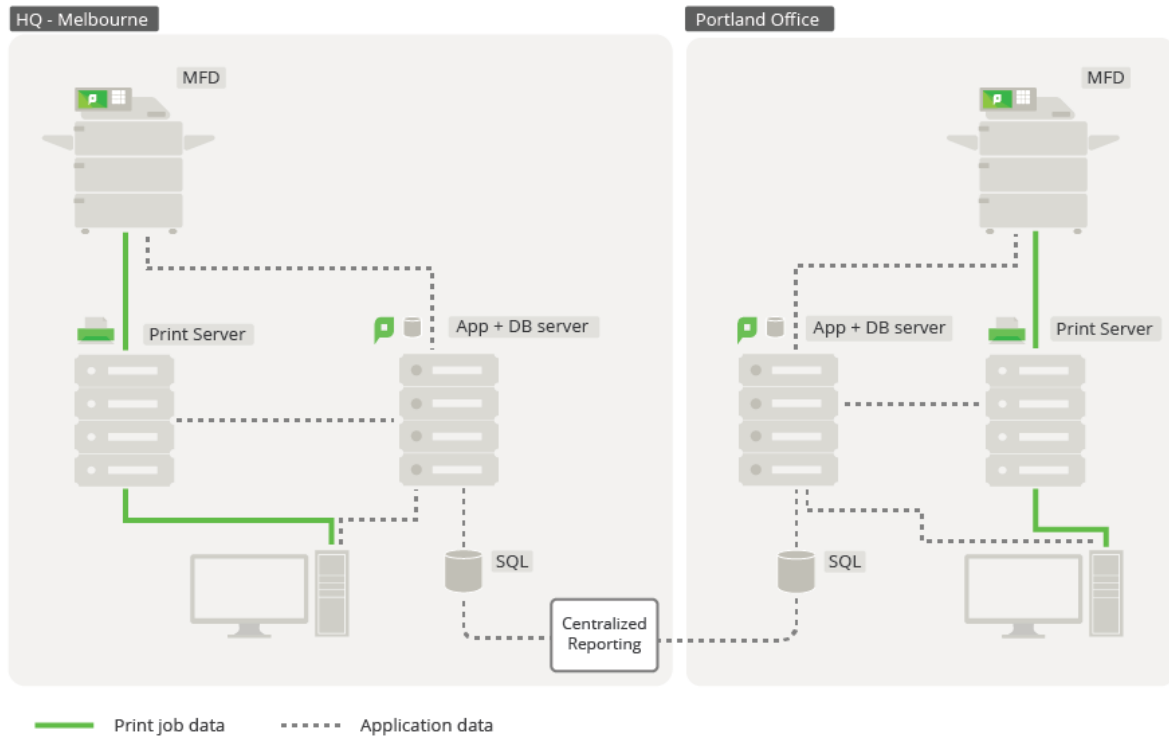 HQ - Melbourne
Portland Office
MFD
MFD
Print Server
App + DB server
App + DB server
Print Server
SQL
SQL
Centralized
Reporting
Print job data
Application data